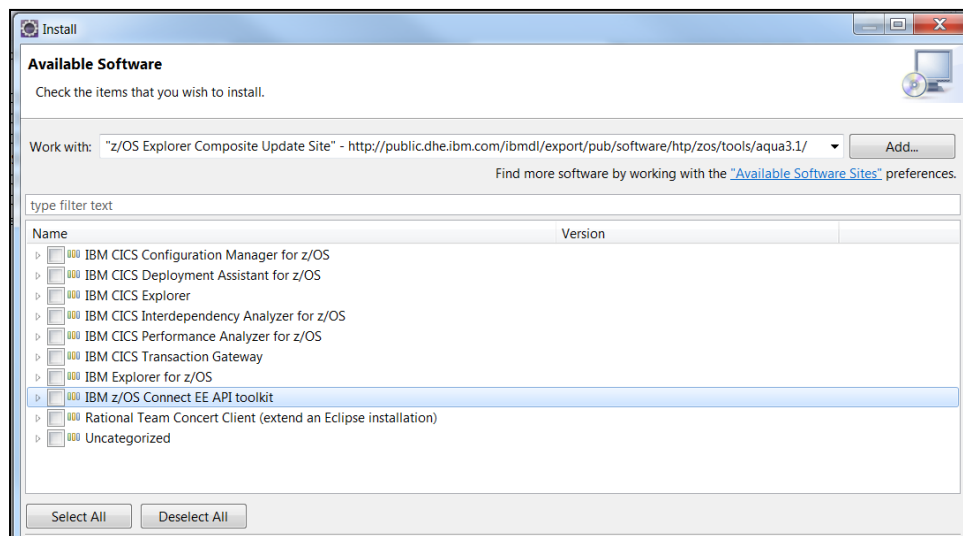 Install
Available Software
Check the items that you wish to install.
Work with: "z/OS Explorer Composite Update Site" - http://public.dhe.ibm.com/ibmdl/export/pub/software/htp/zos/tools/aqua3.1/ Add...
Find more software by working with the "Available Software Sites" preferences.
type filter text
Name Version
IBM CICS Configuration Manager for z/OS
IBM CICS Deployment Assistant for z/OS
IBM CICS Explorer
IBM CICS Interdependency Analyzer for z/OS
IBM CICS Performance Analyzer for z/OS
IBM CICS Transaction Gateway
IBM Explorer for z/OS
IBM z/OS Connect EE API toolkit
Rational Team Concert Client (extend an Eclipse installation)
Uncategorized
Select All Deselect All